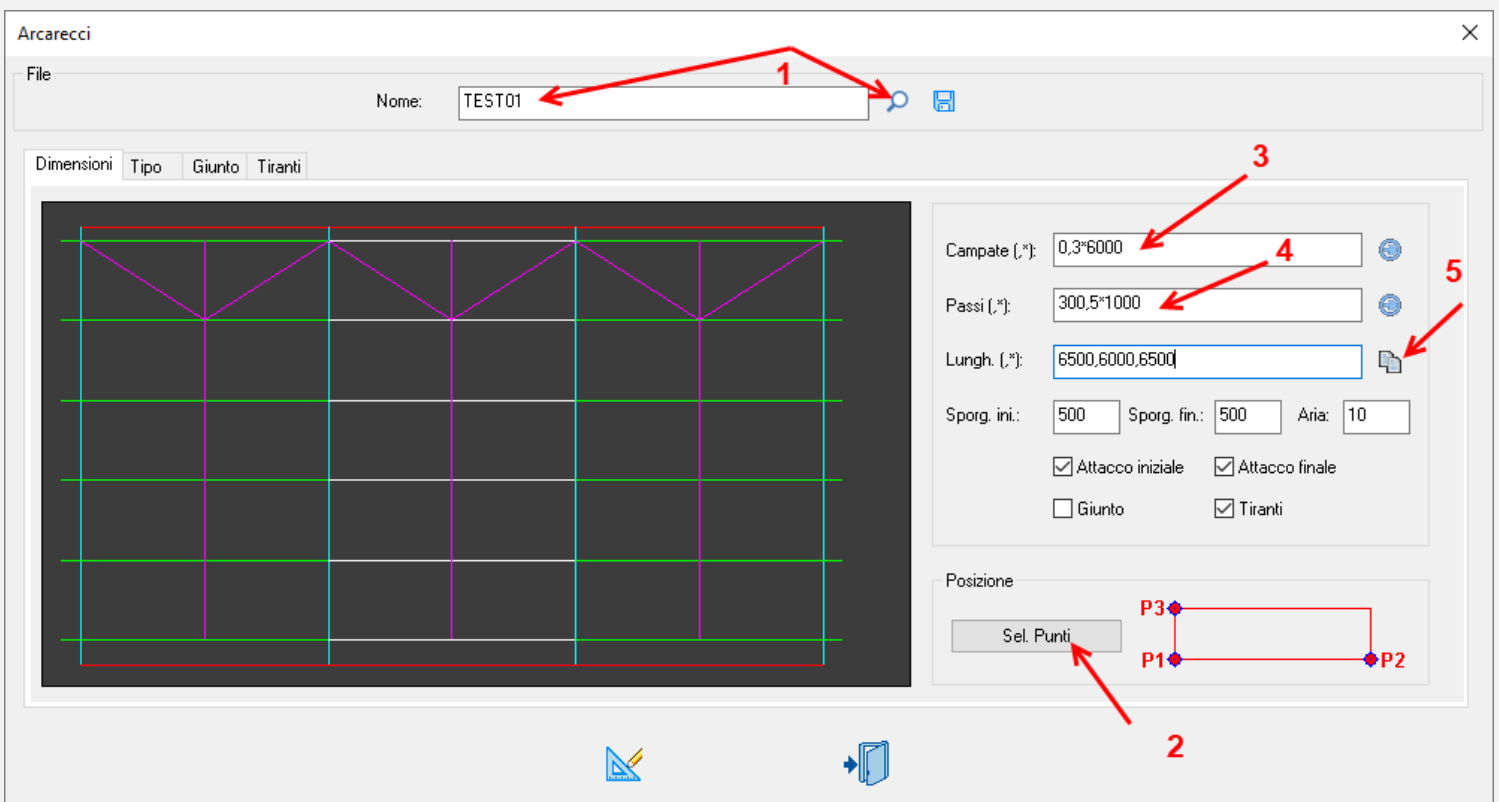 Arcarecci
File
1
Nome: TEST01
Dimensioni Tipo Giunto Tiranti
3
Campate (,*): 0,3*6000
4
5
Passi (,*): 300,5*1000
Lungh. (,*): 6500,6000,6500
Sporg. ini.: 500 Sporg. fin.: 500 Aria: 10
Attacco iniziale Attacco finale
Giunto Tiranti
Posizione
P3
Sel. Punti
P1 P2
2